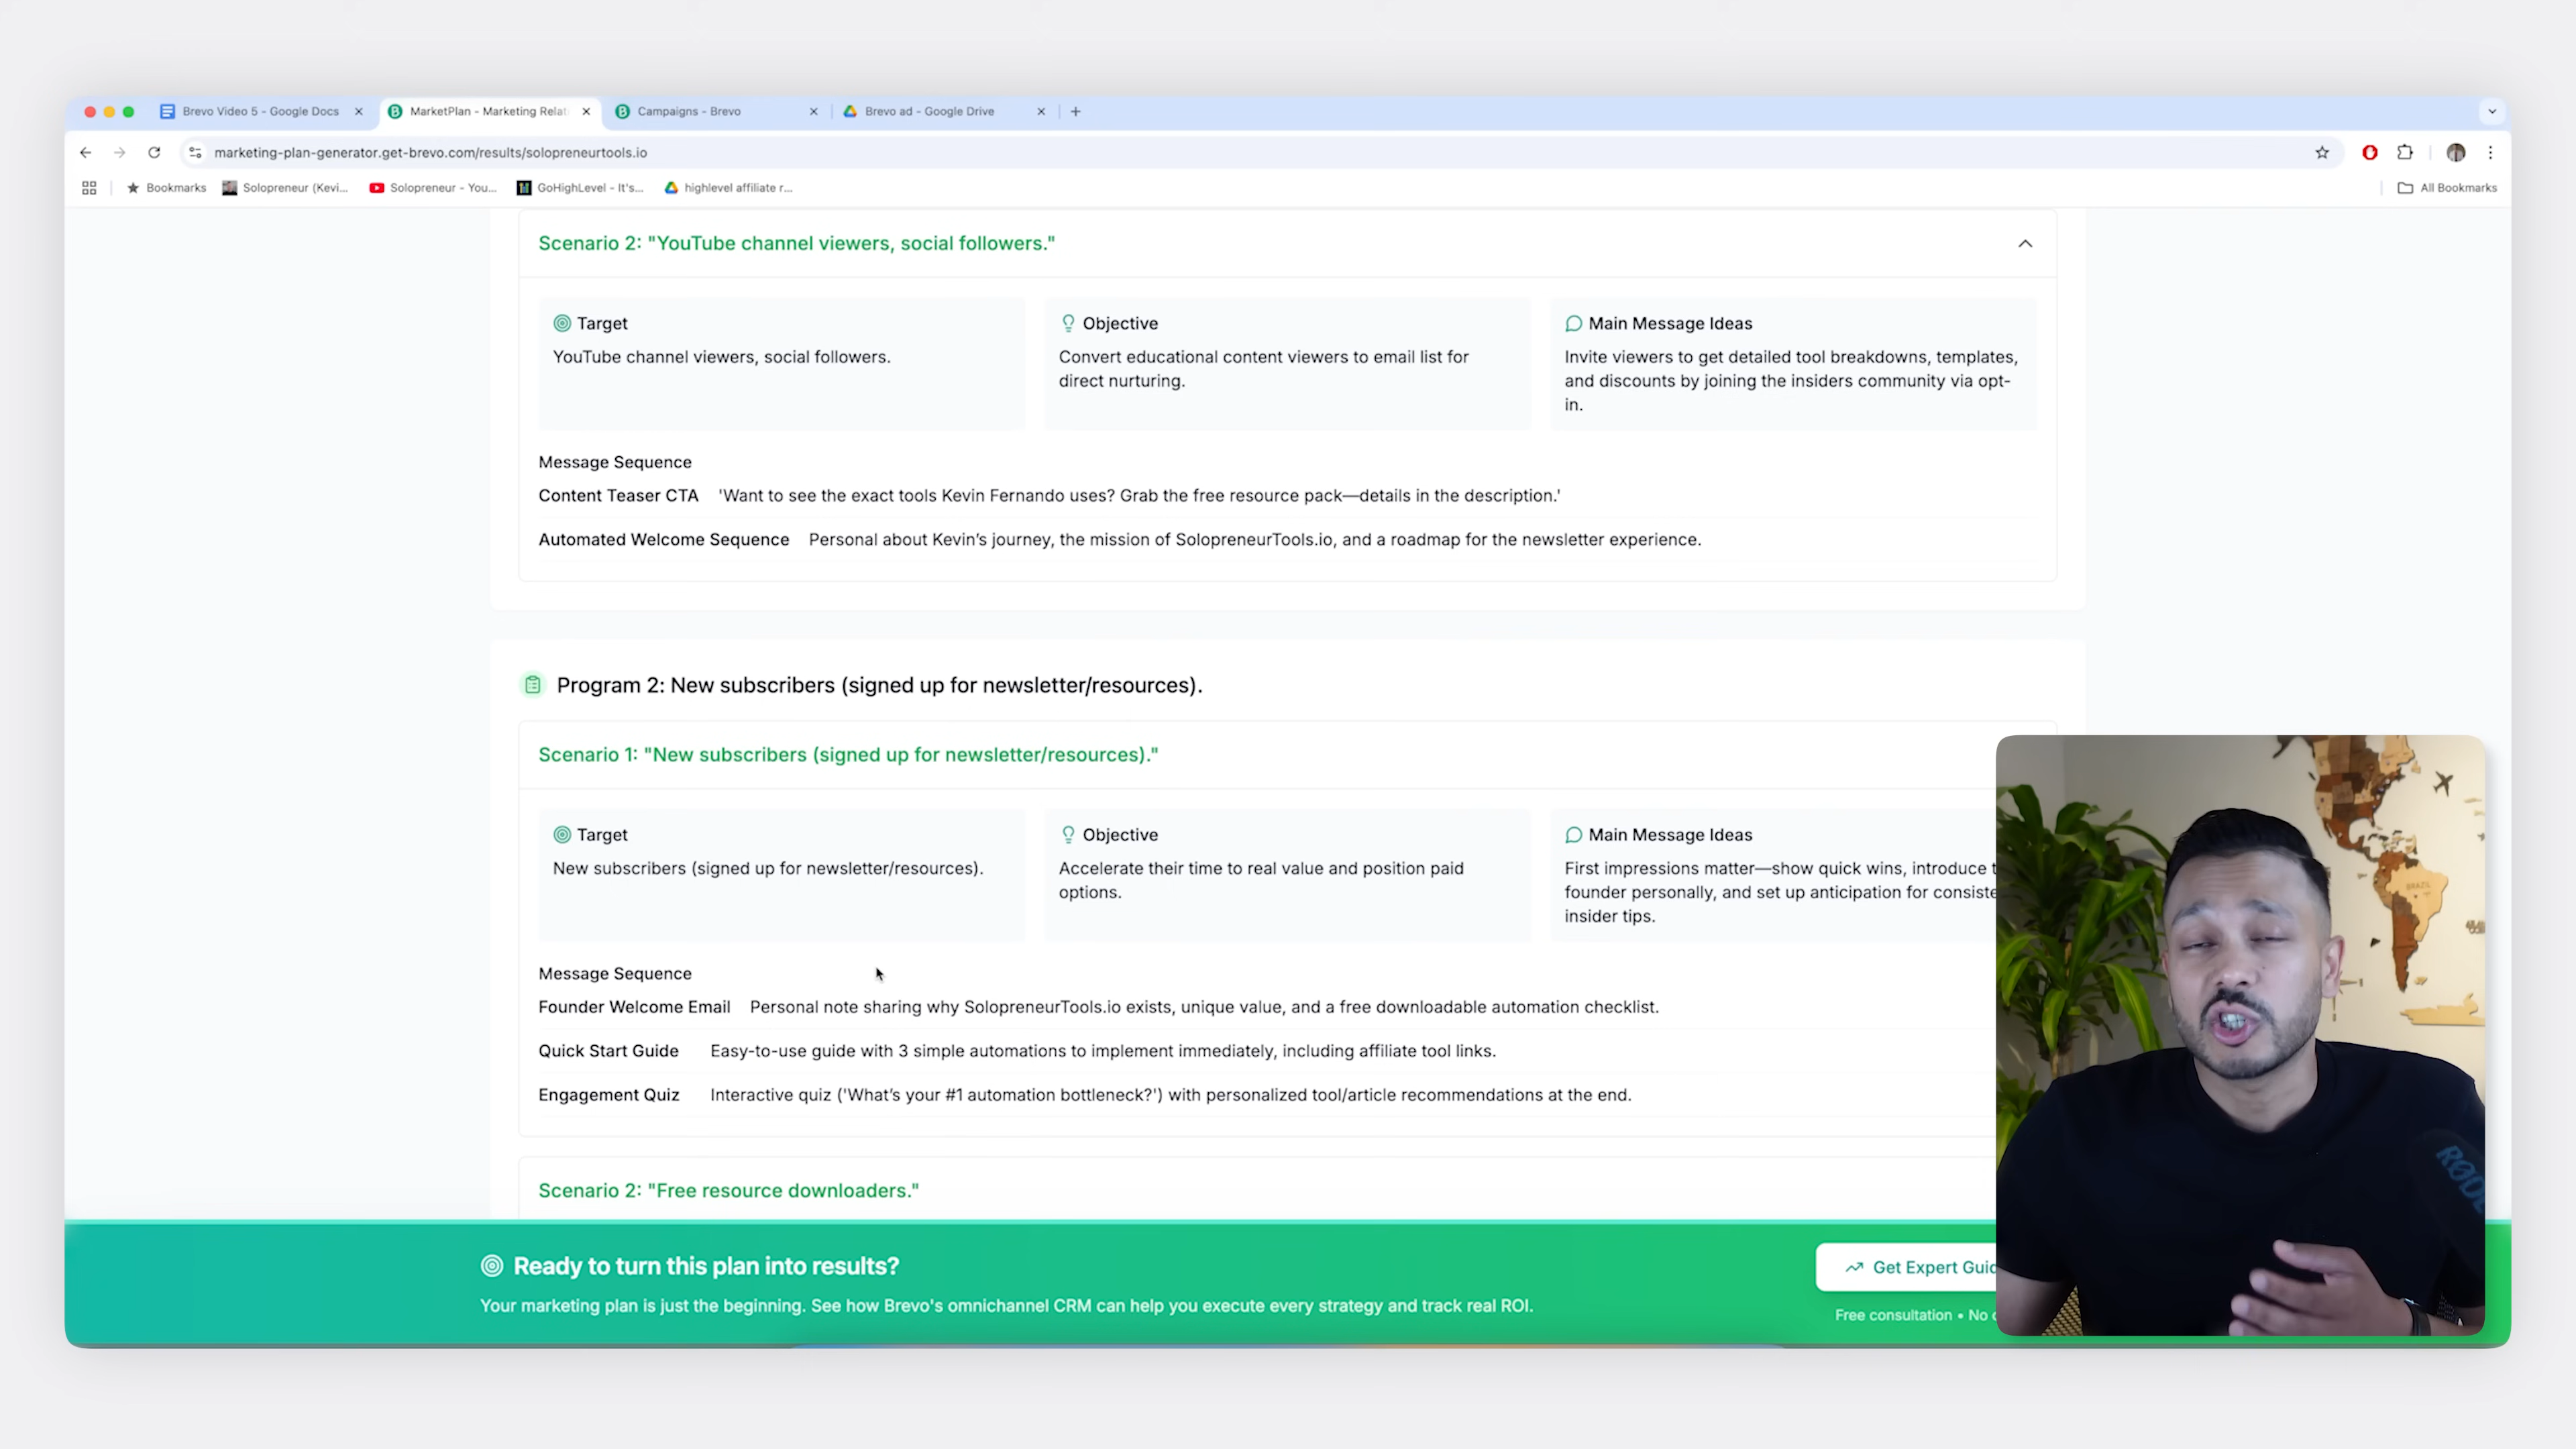 Brevo Video 5 - Google Docs
MarketPlan - Marketing Relat
Campaigns - Brevo
Brevo ad - Google Drive
marketing-plan-generator.get-brevo.com/results/solopreneurtools.io
Bookmarks
Solopreneur (Kevi...
Solopreneur - You...
GoHighLevel - It's...
highlevel affiliate r...
All Bookmarks
Scenario 2: "YouTube channel viewers, social followers."
Target
YouTube channel viewers, social followers.
Objective
Convert educational content viewers to email list for
direct nurturing.
Main Message Ideas
Invite viewers to get detailed tool breakdowns, templates,
and discounts by joining the insiders community via opt-
in.
Message Sequence
Content Teaser CTA 'Want to see the exact tools Kevin Fernando uses? Grab the free resource pack—details in the description.'
Automated Welcome Sequence Personal about Kevin's journey, the mission of SolopreneurTools.io, and a roadmap for the newsletter experience.
Program 2: New subscribers (signed up for newsletter/resources).
Scenario 1: "New subscribers (signed up for newsletter/resources)."
Target
New subscribers (signed up for newsletter/resources).
Objective
Accelerate their time to real value and position paid
options.
Main Message Ideas
First impressions matter—show quick wins, introduce
founder personally, and set up anticipation for
insider tips.
Message Sequence
Founder Welcome Email Personal note sharing why SolopreneurTools.io exists, unique value, and a free downloadable automation checklist.
Quick Start Guide Easy-to-use guide with 3 simple automations to implement immediately, including affiliate tool links.
Engagement Quiz Interactive quiz ('What's your #1 automation bottleneck?') with personalized tool/article recommendations at the end.
Scenario 2: "Free resource downloaders."
Ready to turn this plan into results?
Your marketing plan is just the beginning. See how Brevo's omnichannel CRM can help you execute every strategy and track real ROI.
Get Expert
Free consultation • No
BRAZIL